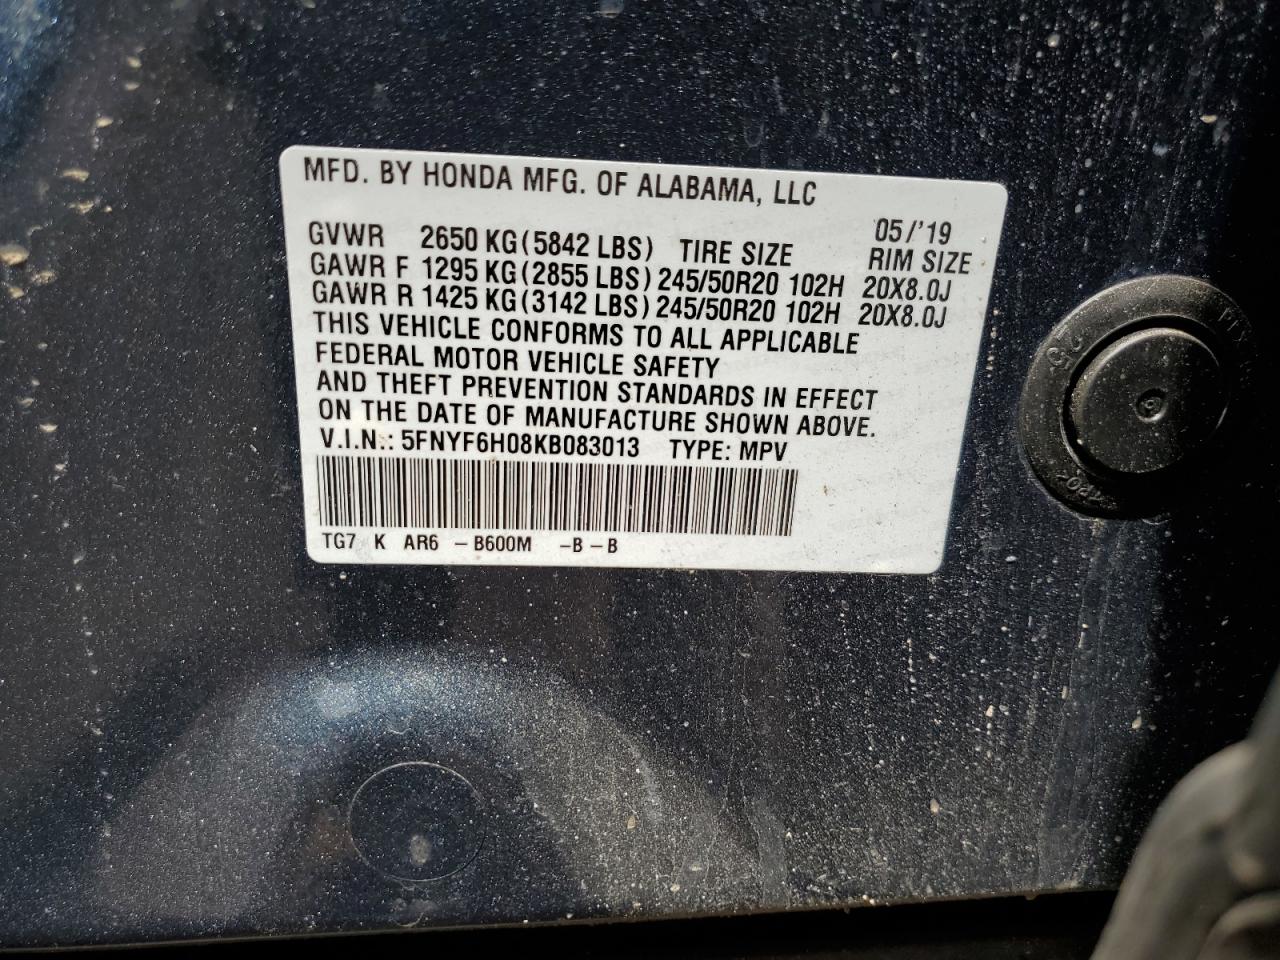 MFD. BY HONDA MFG. OF ALABAMA, LLC
05/'19
GVWR 2650 KG (5842 LBS) TIRE SIZE RIM SIZE
GAWR F 1295 KG (2855 LBS) 245/50R20 102H 20X8.0J
GAWR R 1425 KG (3142 LBS) 245/50R20 102H 20X8.0J
THIS VEHICLE CONFORMS TO ALL APPLICABLE
FEDERAL MOTOR VEHICLE SAFETY
AND THEFT PREVENTION STANDARDS IN EFFECT
ON THE DATE OF MANUFACTURE SHOWN ABOVE.
V.I.N.: 5FNYF6H08KB083013 TYPE: MPV
TG7 K AR6 -B600M -B -B